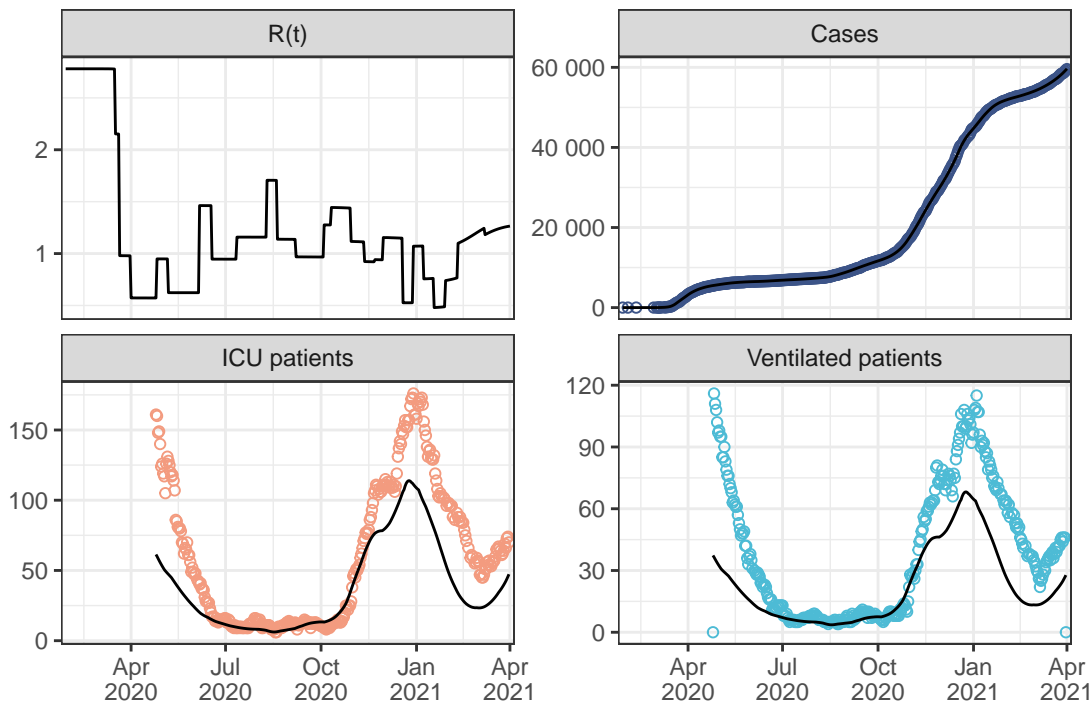 R(t)
Cases
2
1
60 000
40 000
20 000
0
ICU patients
Ventilated patients
150
100
50
0
120
90
60
30
0
Apr Jul Oct Jan Apr
2020 2020 2020 2021 2021
Apr Jul Oct Jan Apr
2020 2020 2020 2021 2021